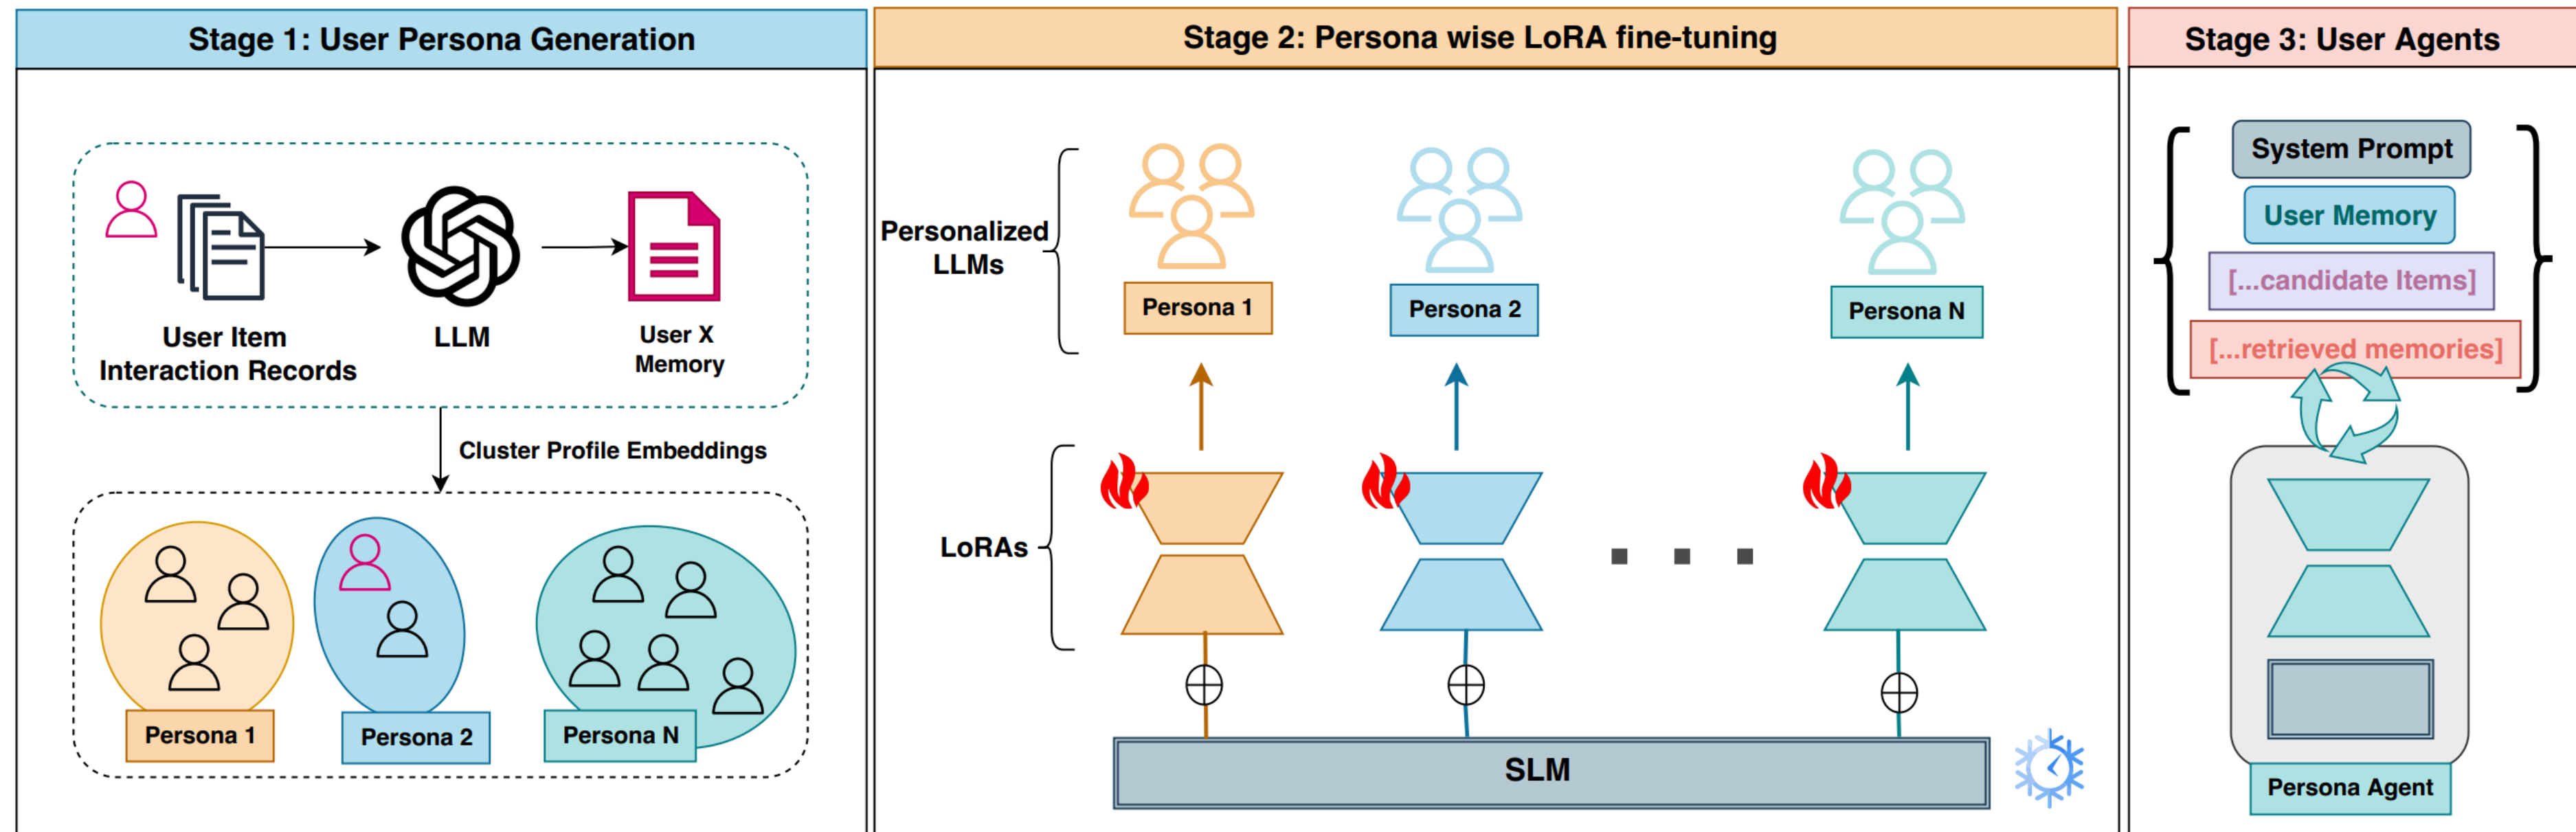 Stage 1: User Persona Generation
User Item
Interaction Records
LLM
User X
Memory
Cluster Profile Embeddings
Persona 1
Persona 2
Persona N
Stage 2: Persona wise LoRA fine-tuning
Personalized
LLMs
Persona 1
Persona 2
Persona N
LoRAs
SLM
Stage 3: User Agents
System Prompt
User Memory
[...candidate Items]
[...retrieved memories]
Persona Agent